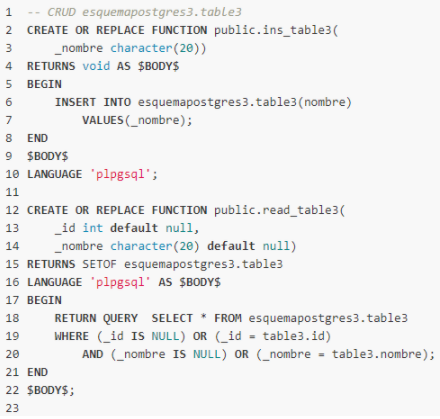 1 -- CRUD esquemapostgres3.table3
2 CREATE OR REPLACE FUNCTION public.ins_table3(
3     _nombre character(20))
4 RETURNS void AS $BODY$
5 BEGIN
6     INSERT INTO esquemapostgres3.table3(nombre)
7         VALUES(_nombre);
8 END
9 $BODY$
10 LANGUAGE 'plpgsql';
11
12 CREATE OR REPLACE FUNCTION public.read_table3(
13     _id int default null,
14     _nombre character(20) default null)
15 RETURNS SETOF esquemapostgres3.table3
16 LANGUAGE 'plpgsql' AS $BODY$
17 BEGIN
18     RETURN QUERY  SELECT * FROM esquemapostgres3.table3
19     WHERE (_id IS NULL) OR (_id = table3.id)
20         AND (_nombre IS NULL) OR (_nombre = table3.nombre);
21 END
22 $BODY$;
23